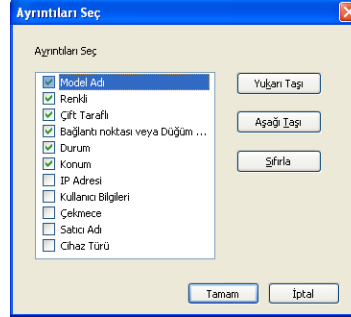 Ayrıntıları Seç
Ayrıntıları Seç
Model Adı
Renkli
Çift Taraflı
Bağlantı noktası veya Düğüm ...
Durum
Konum
IP Adresi
Kullanıcı Bilgileri
Çekmece
Satıcı Adı
Cihaz Türü
Yukarı Taşı
Aşağı Taşı
Sıfırla
Tamam
İptal